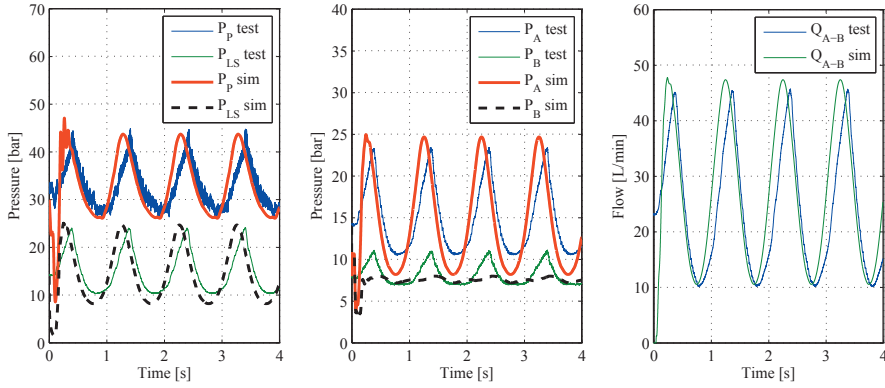 70
60
50
40
30
20
10
0
0 1 2 3 4
Pressure [bar]
Time [s]
P_P test
P_LS test
P_P sim
P_LS sim
40
35
30
25
20
15
10
5
0
0 1 2 3 4
Pressure [bar]
Time [s]
P_A test
P_B test
P_A sim
P_B sim
60
50
40
30
20
10
0
0 1 2 3 4
Flow [L/min]
Time [s]
Q_A−B test
Q_A−B sim